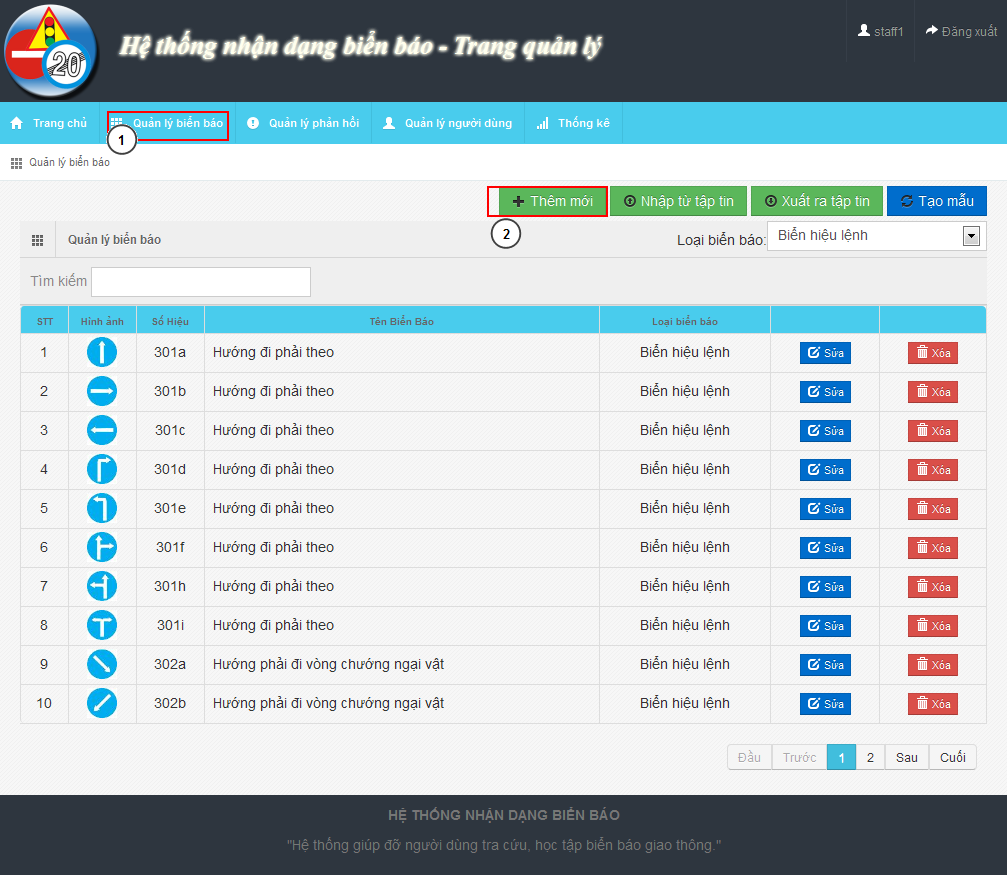 20
Hệ thống nhận dạng biển báo - Trang quản lý
staff1 Đăng xuất
Trang chủ Quản lý biển báo Quản lý phản hồi Quản lý người dùng Thống kê
1
Quản lý biển báo
Thêm mới Nhập từ tập tin Xuất ra tập tin Tạo mẫu
2
Quản lý biển báo Loại biển báo: Biển hiệu lệnh
Tìm kiếm
STT Hình ảnh Số Hiệu Tên Biển Báo Loại biển báo
1 301a Hướng đi phải theo Biển hiệu lệnh Sửa Xóa
2 301b Hướng đi phải theo Biển hiệu lệnh Sửa Xóa
3 301c Hướng đi phải theo Biển hiệu lệnh Sửa Xóa
4 301d Hướng đi phải theo Biển hiệu lệnh Sửa Xóa
5 301e Hướng đi phải theo Biển hiệu lệnh Sửa Xóa
6 301f Hướng đi phải theo Biển hiệu lệnh Sửa Xóa
7 301h Hướng đi phải theo Biển hiệu lệnh Sửa Xóa
8 301i Hướng đi phải theo Biển hiệu lệnh Sửa Xóa
9 302a Hướng phải đi vòng chướng ngại vật Biển hiệu lệnh Sửa Xóa
10 302b Hướng phải đi vòng chướng ngại vật Biển hiệu lệnh Sửa Xóa
Đầu Trước 1 2 Sau Cuối
HỆ THỐNG NHẬN DẠNG BIỂN BÁO
"Hệ thống giúp đỡ người dùng tra cứu, học tập biển báo giao thông."